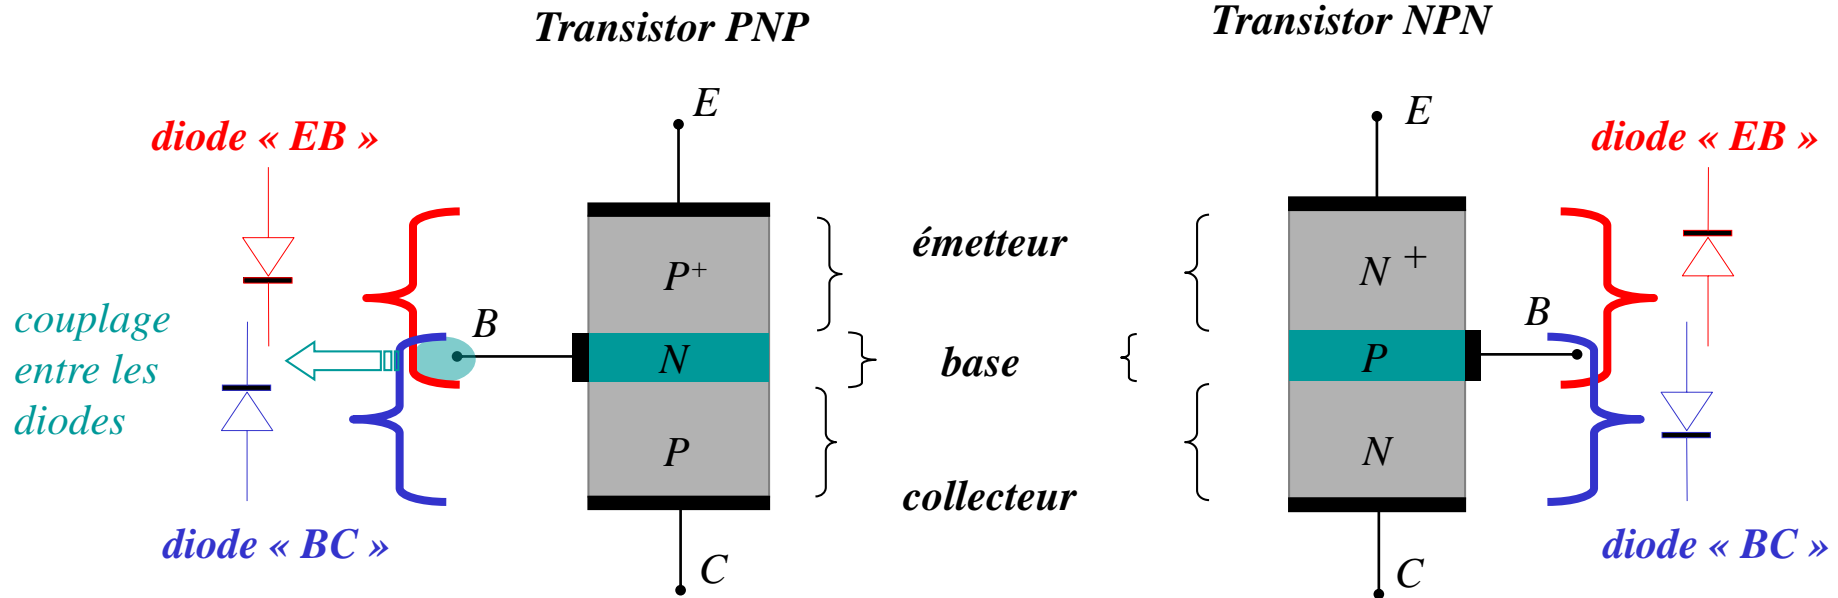 Transistor PNP
Transistor NPN
E
E
diode « EB »
diode « EB »
émetteur
P+
N +
couplage
entre les
diodes
B
B
N
base
P
P
N
collecteur
diode « BC »
diode « BC »
C
C